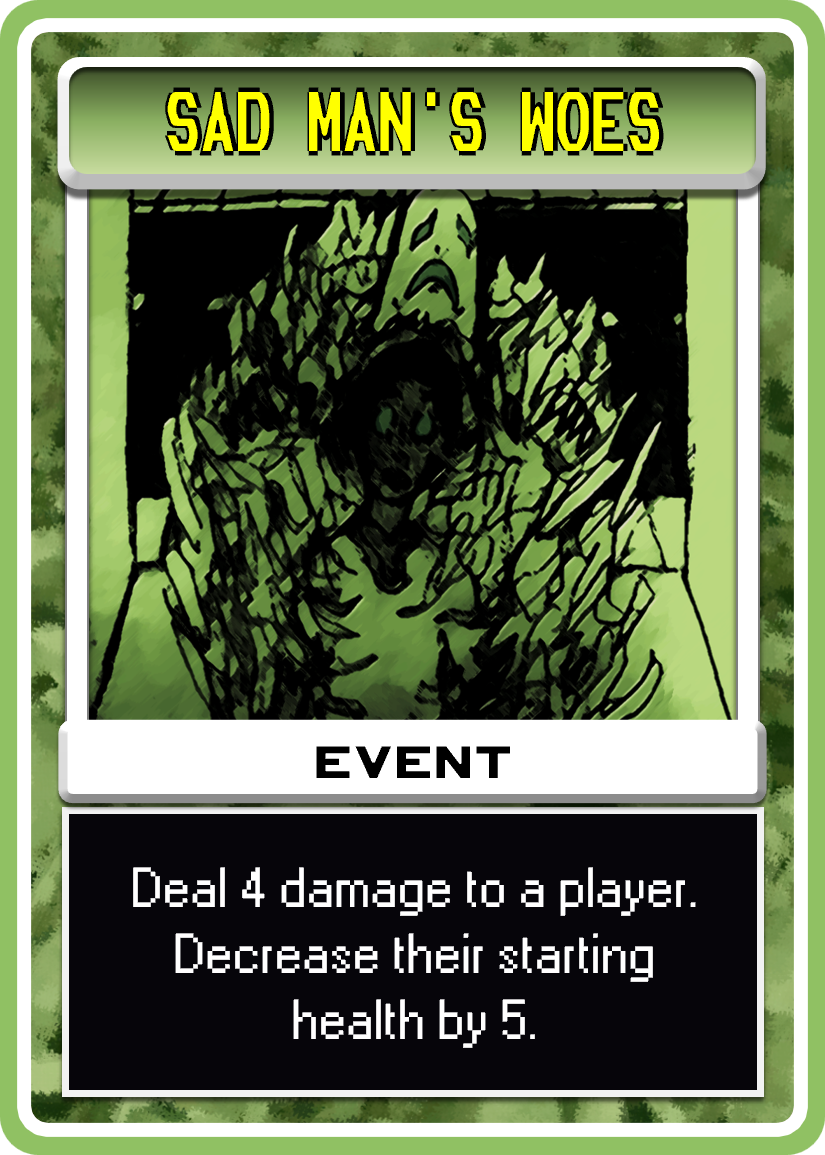 SAD MAN'S WOES
EVENT
Deal 4 damage to a player.
Decrease their starting
health by 5.